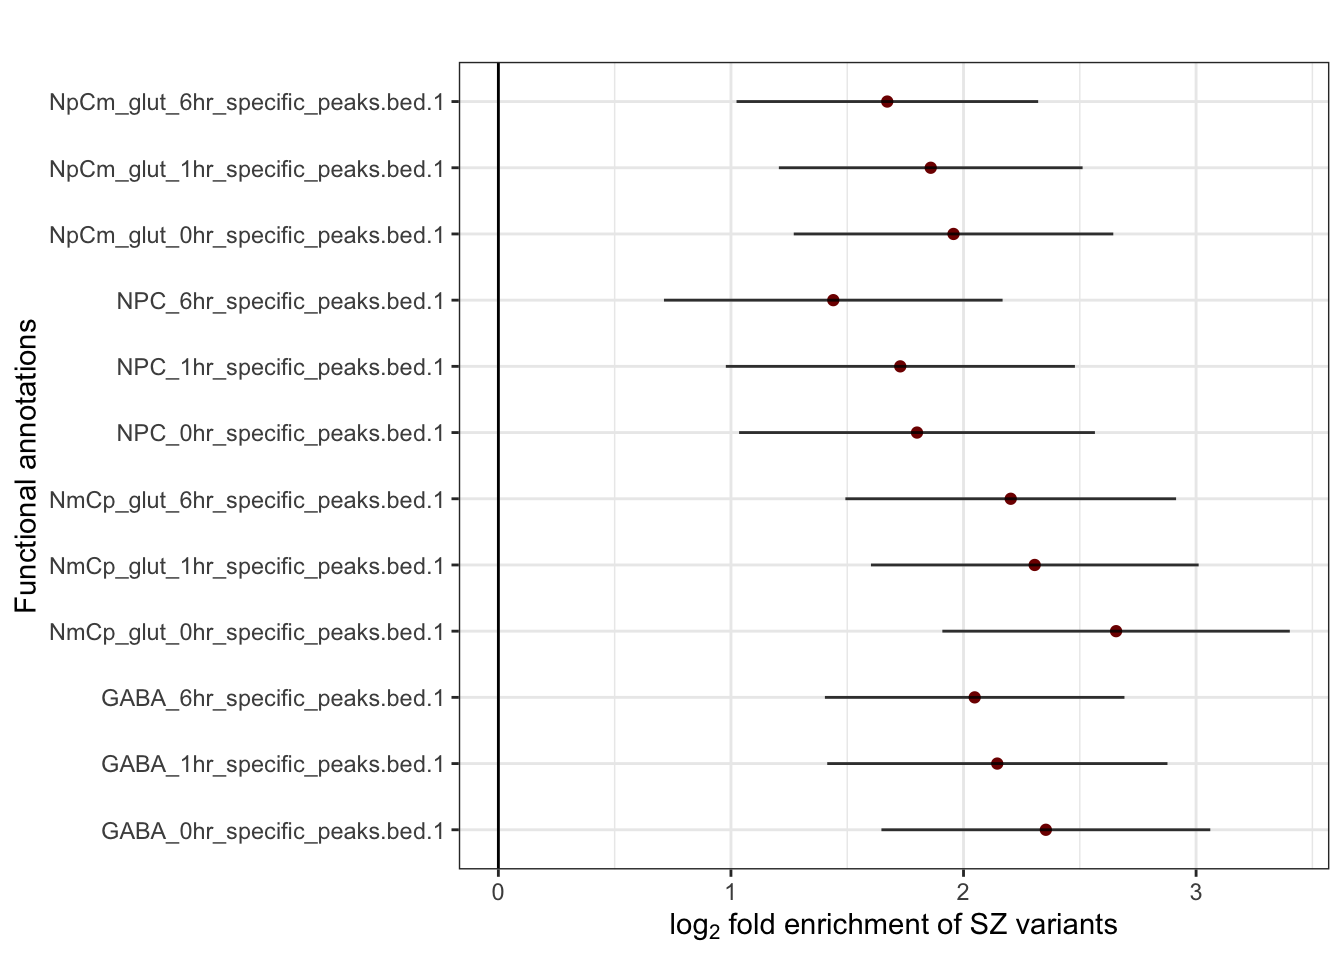 NpCm_glut_6hr_specific_peaks.bed.1
NpCm_glut_1hr_specific_peaks.bed.1
NpCm_glut_0hr_specific_peaks.bed.1
NPC_6hr_specific_peaks.bed.1
NPC_1hr_specific_peaks.bed.1
NPC_0hr_specific_peaks.bed.1
NmCp_glut_6hr_specific_peaks.bed.1
NmCp_glut_1hr_specific_peaks.bed.1
NmCp_glut_0hr_specific_peaks.bed.1
GABA_6hr_specific_peaks.bed.1
GABA_1hr_specific_peaks.bed.1
GABA_0hr_specific_peaks.bed.1
Functional annotations
0 1 2 3
log₂ fold enrichment of SZ variants